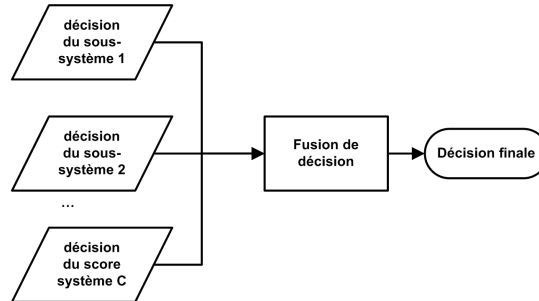 décision
du sous-
système 1
décision
du sous-
système 2
...
décision
du score
système C
Fusion de
décision
Décision finale